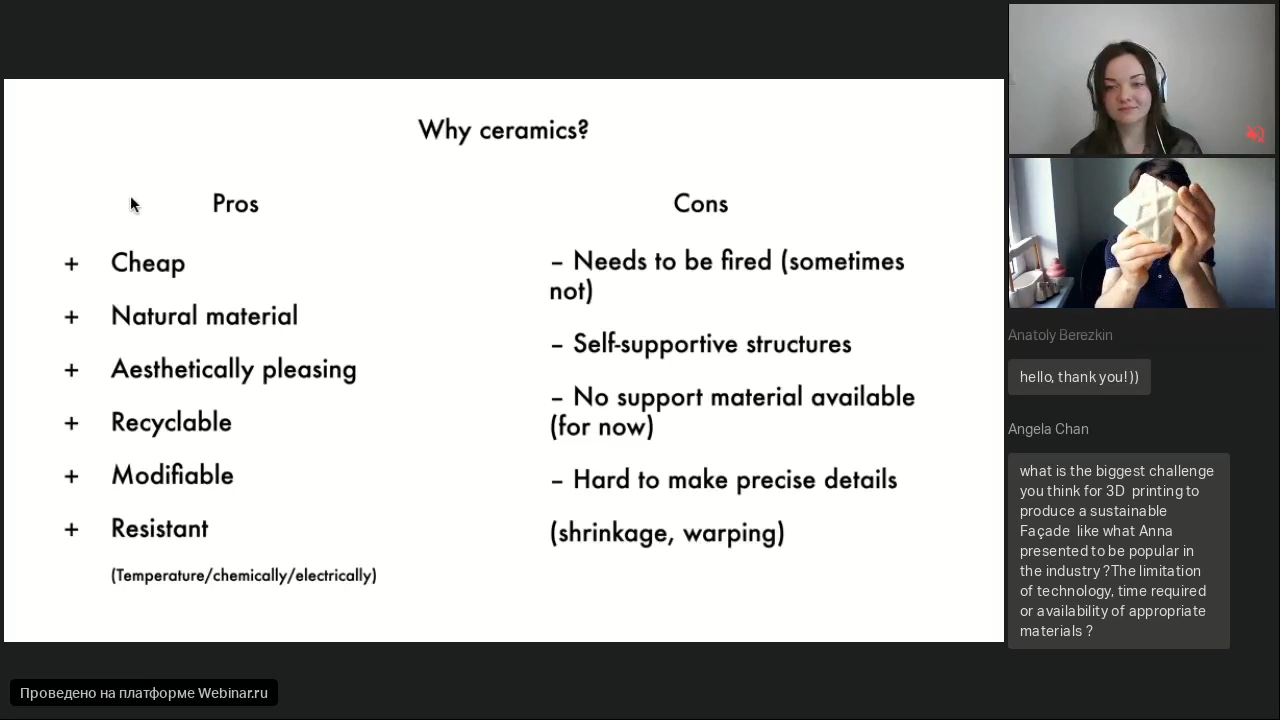 Why ceramics?
Pros
+ Cheap
+ Natural material
+ Aesthetically pleasing
+ Recyclable
+ Modifiable
+ Resistant
(Temperature/chemically/electrically)
Cons
– Needs to be fired (sometimes
not)
– Self-supportive structures
– No support material available
(for now)
– Hard to make precise details
(shrinkage, warping)
Anatoly Berezkin
hello, thank you!))
Angela Chan
what is the biggest challenge
you think for 3D printing to
produce a sustainable
Façade like what Anna
presented to be popular in
the industry ?The limitation
of technology, time required
or availability of appropriate
materials ?
Проведено на платформе Webinar.ru